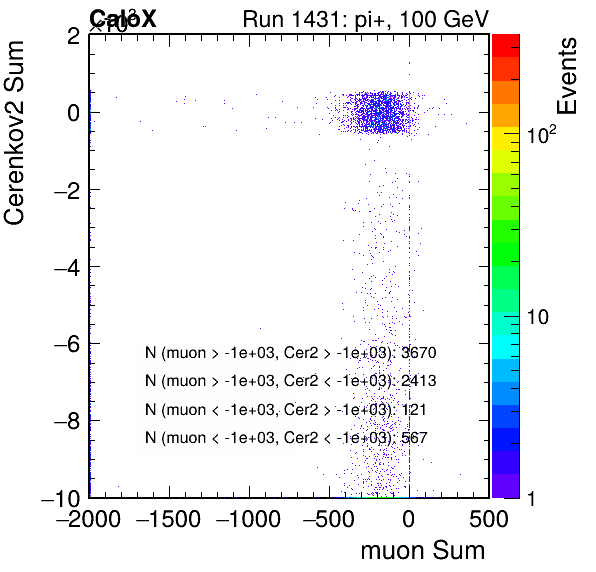 CaloX
×10³
Run 1431: pi+, 100 GeV
2
0
−2
−4
−6
−8
−10
Cerenkov2 Sum
N (muon > -1e+03, Cer2 > -1e+03): 3670
N (muon > -1e+03, Cer2 < -1e+03): 2413
N (muon < -1e+03, Cer2 > -1e+03): 121
N (muon < -1e+03, Cer2 < -1e+03): 567
−2000 −1500 −1000 −500 0 500
muon Sum
Events
10²
10
1